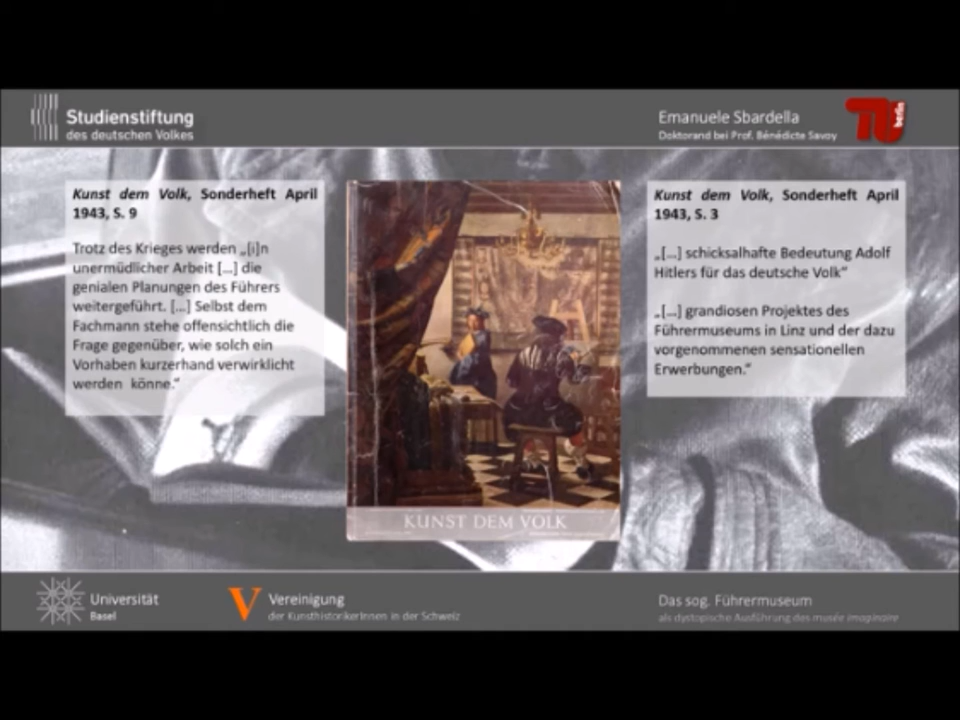 Studienstiftung
des deutschen Volkes
Emanuele Sbardella
Doktorand bei Prof. Bénédicte Savoy
TU berlin
Kunst dem Volk, Sonderheft April
1943, S. 9
Trotz des Krieges werden „[i]n
unermüdlicher Arbeit [...] die
genialen Planungen des Führers
weitergeführt. [...] Selbst dem
Fachmann stehe offensichtlich die
Frage gegenüber, wie solch ein
Vorhaben kurzerhand verwirklicht
werden könne.“
KUNST DEM VOLK
Kunst dem Volk, Sonderheft April
1943, S. 3
„[...] schicksalhafte Bedeutung Adolf
Hitlers für das deutsche Volk“
„[...] grandiosen Projektes des
Führermuseums in Linz und der dazu
vorgenommenen sensationellen
Erwerbungen.“
Universität
Basel
V Vereinigung
der KunsthistorikerInnen in der Schweiz
Das sog. Führermuseum
als dystopische Ausführung des musée imaginaire